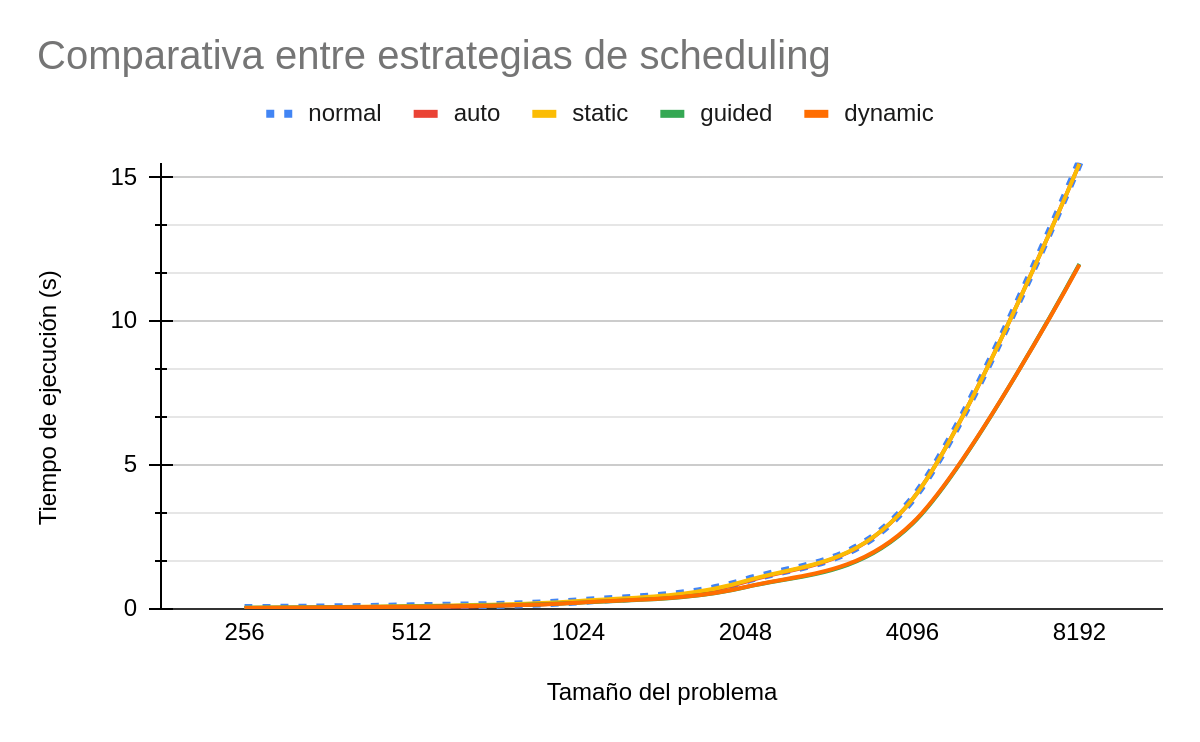 Comparativa entre estrategias de scheduling
normal auto static guided dynamic
15
10
5
0
Tiempo de ejecución (s)
256 512 1024 2048 4096 8192
Tamaño del problema